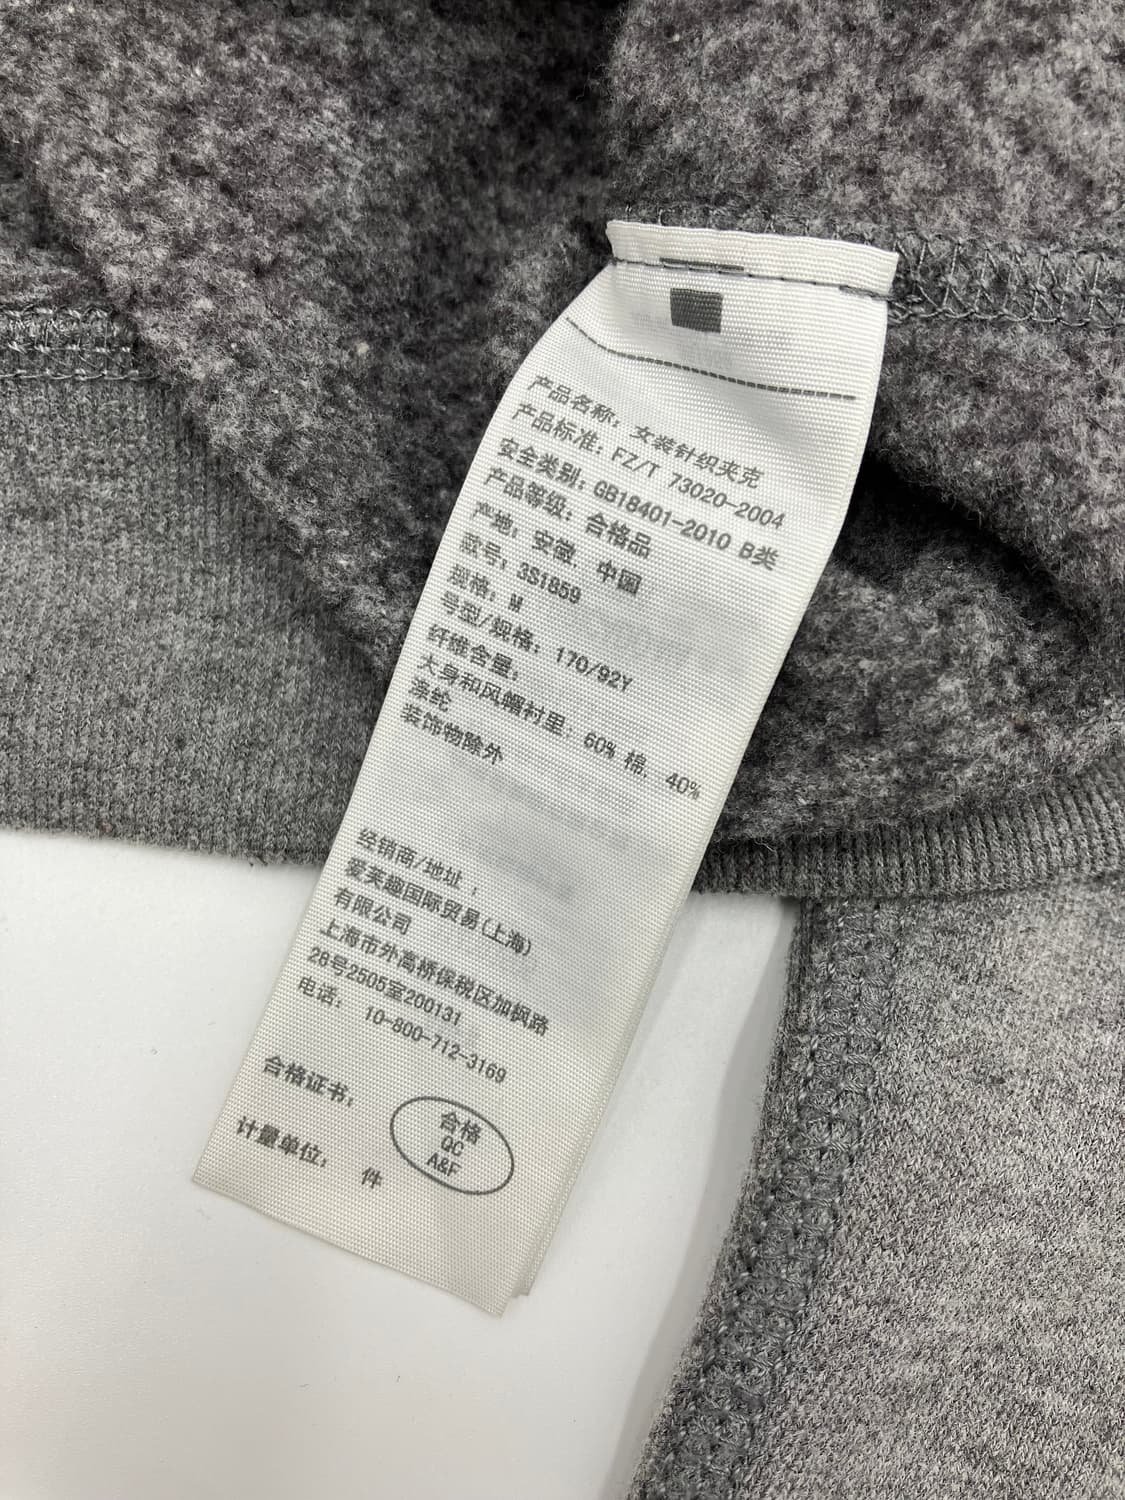 产品名称: 女装针织夹克
产品标准: FZ/T 73020-2004
安全类别: GB18401-2010 B类
产品等级: 合格品
产地: 安徽, 中国
款号: 3S1859
规格: M
号型/规格: 170/92Y
纤维含量:
大身和风帽衬里: 60% 棉, 40%
涤纶
装饰物除外
经销商/地址:
爱芙趣国际贸易(上海)
有限公司
上海市外高桥保税区加枫路
28号2505室200131
电话: 10-800-712-3169
合格证书:
合格
QC
A&F
计量单位: 件